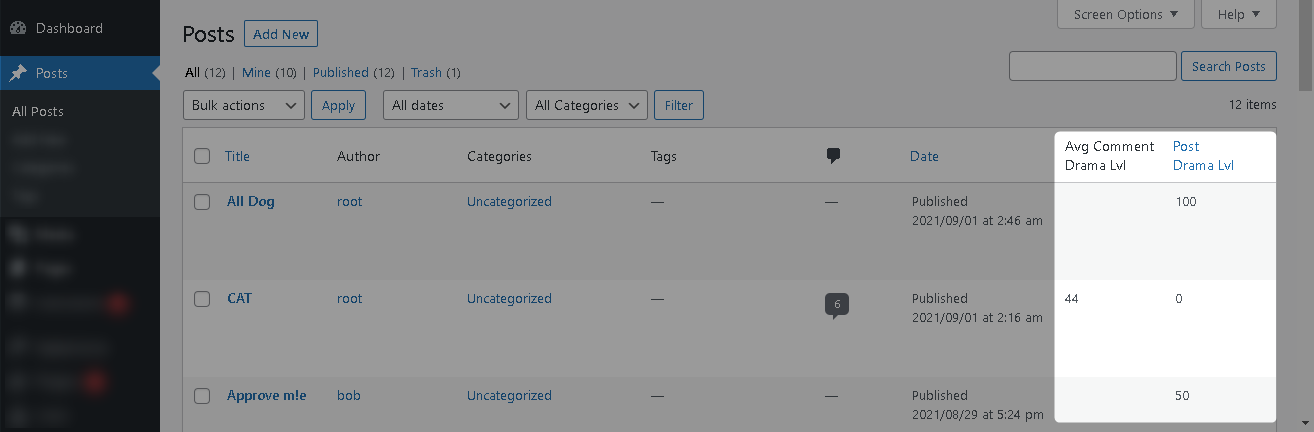 Dashboard
Posts
All Posts
Screen Options
Help
Posts
Add New
All (12) | Mine (10) | Published (12) | Trash (1)
Search Posts
Bulk actions
Apply
All dates
All Categories
Filter
12 items
Title
Author
Categories
Tags
Date
Avg Comment
Drama Lvl
Post
Drama Lvl
All Dog
root
Uncategorized
—
—
Published
2021/09/01 at 2:46 am
100
CAT
root
Uncategorized
—
6
Published
2021/09/01 at 2:16 am
44
0
Approve m!e
bob
Uncategorized
—
—
Published
2021/08/29 at 5:24 pm
50